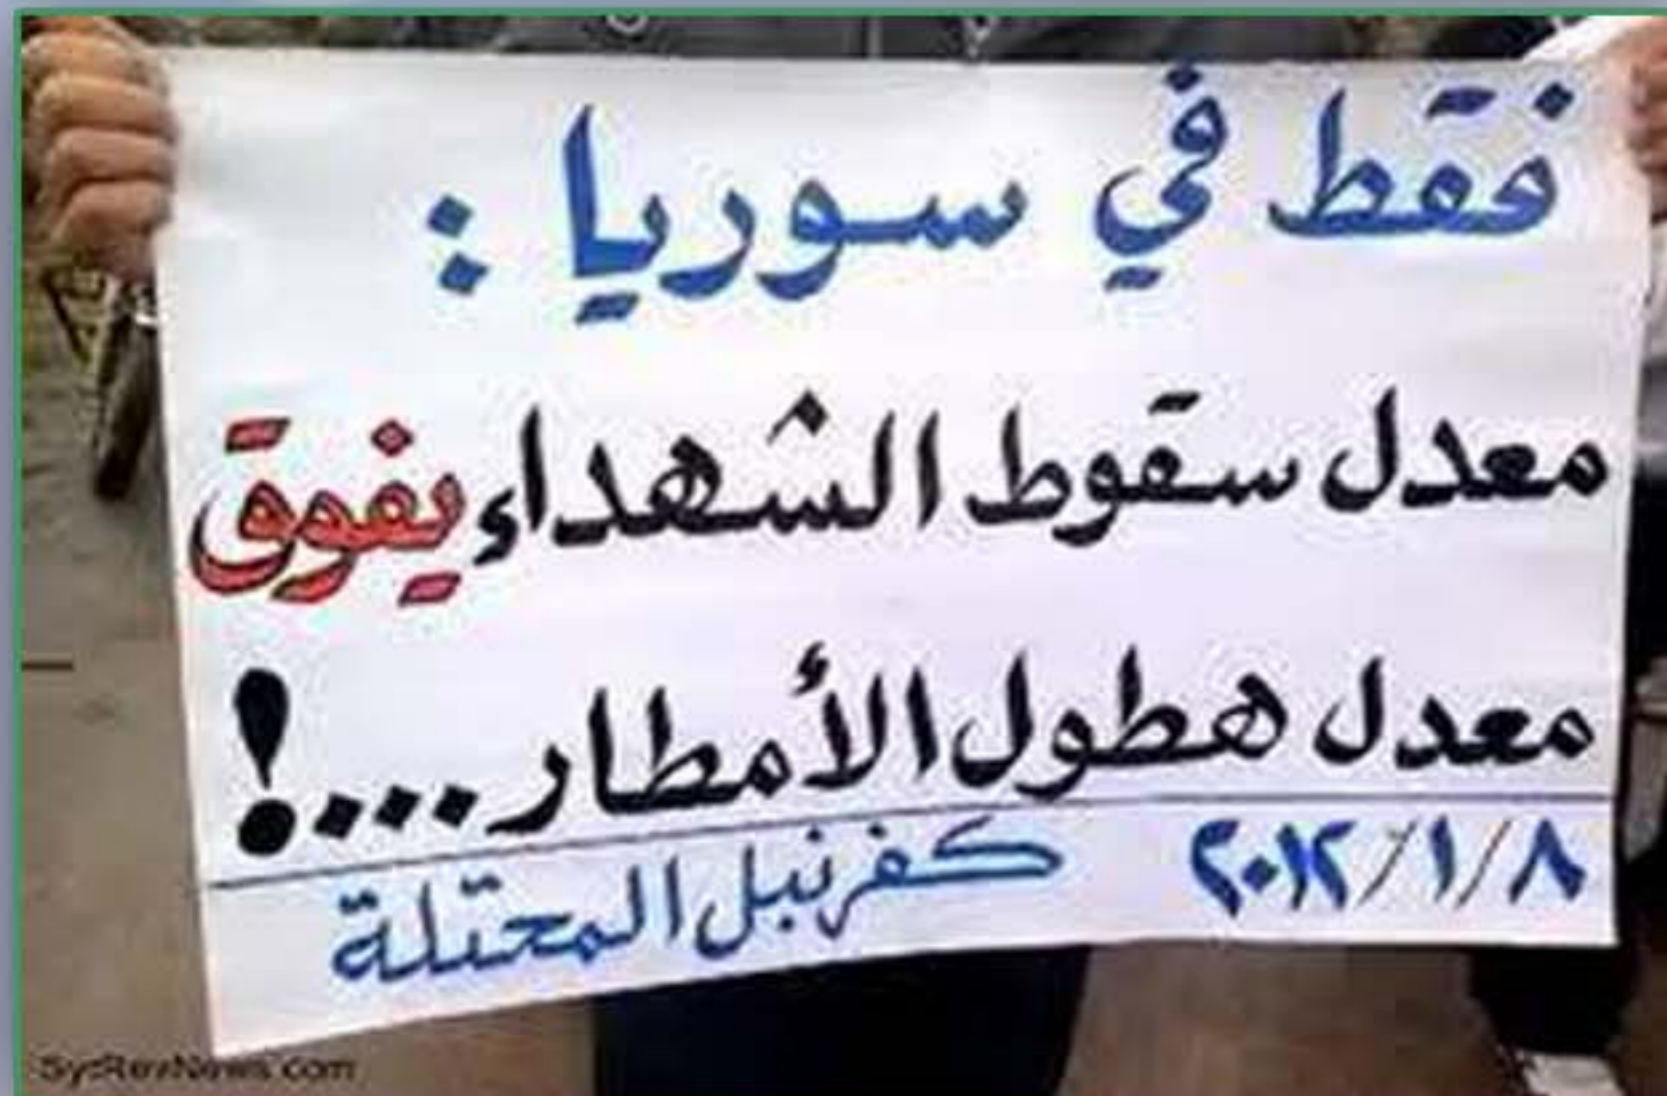 فقط في سوريا :
معدل سقوط الشهداء يفوق
معدل هطول الأمطار ....!
٢٠١٢/١/٨ كفرنبل المحتلة
SyrRevNews.com